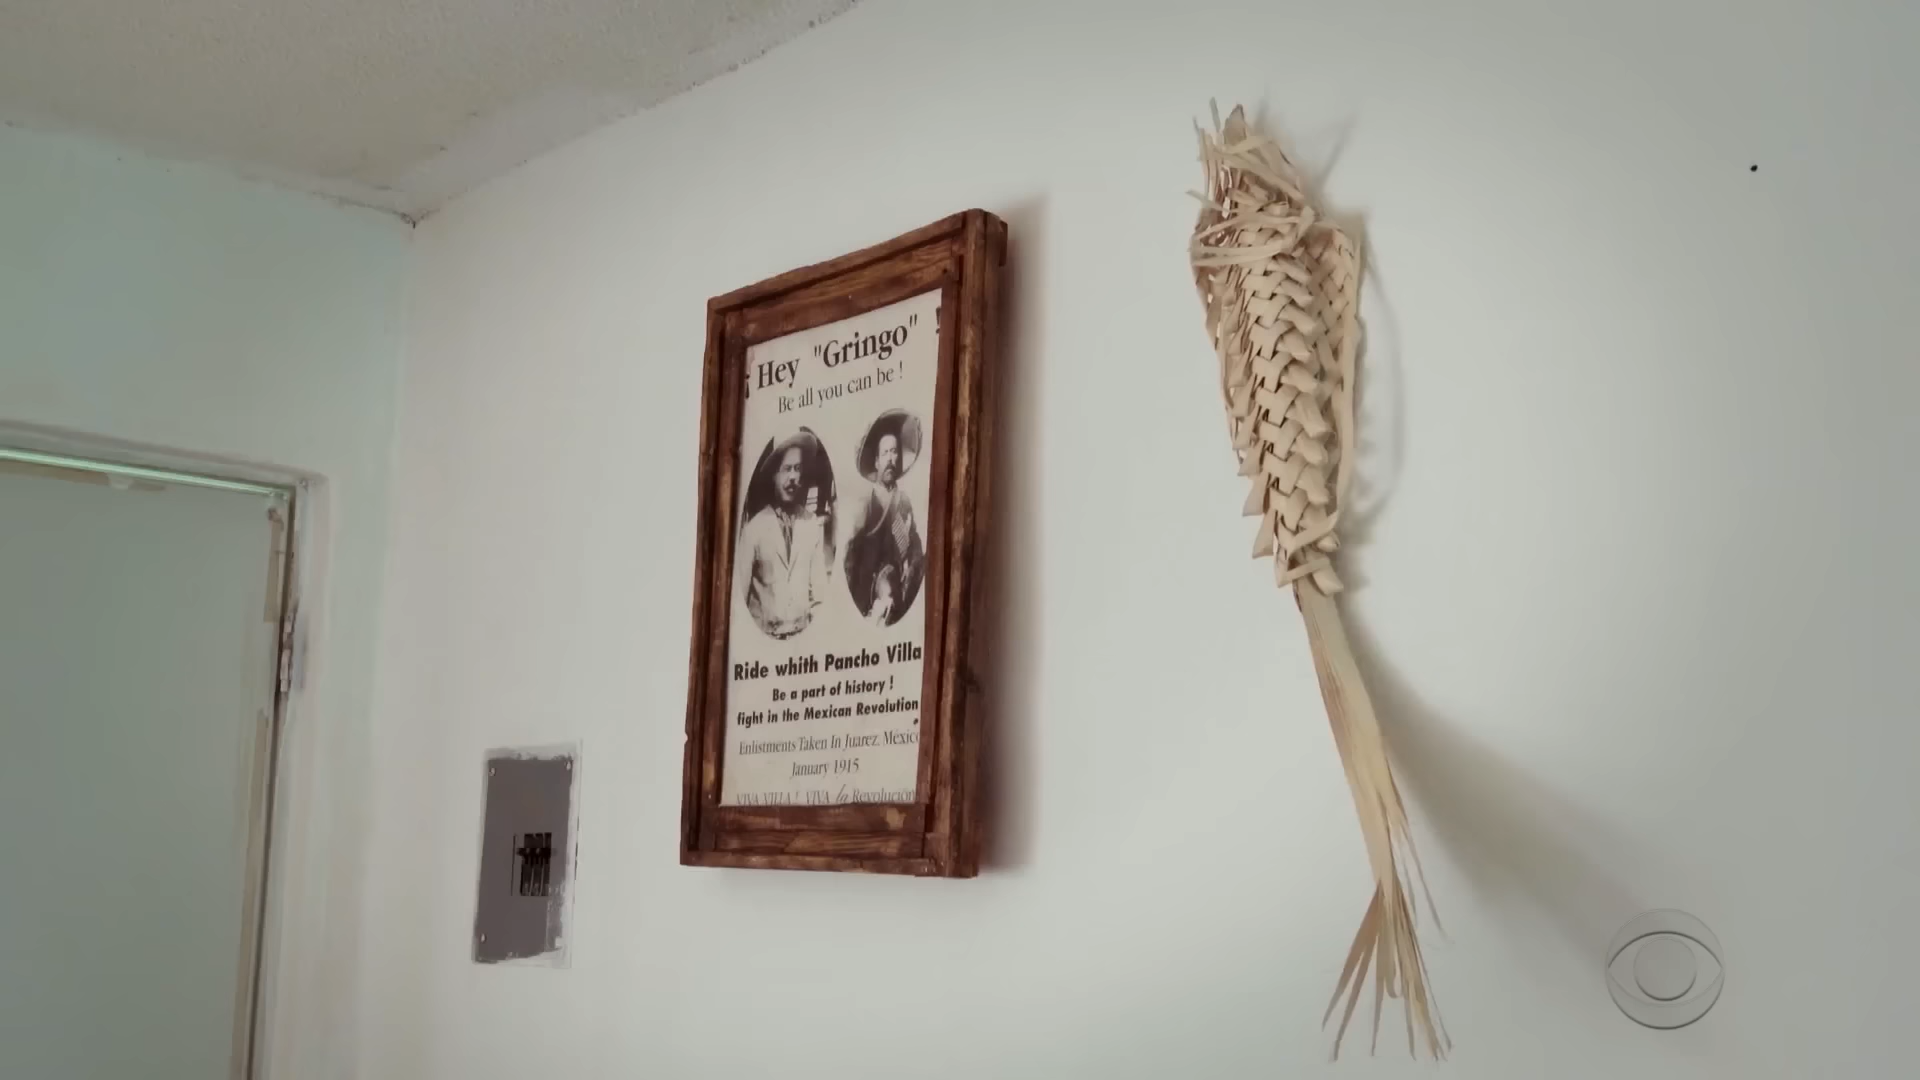 ¡ Hey "Gringo" !
Be all you can be !
Ride whith Pancho Villa
Be a part of history !
fight in the Mexican Revolution.
Enlistments Taken In Juarez, México
January 1915
VIVA VILLA ! VIVA la Revolución